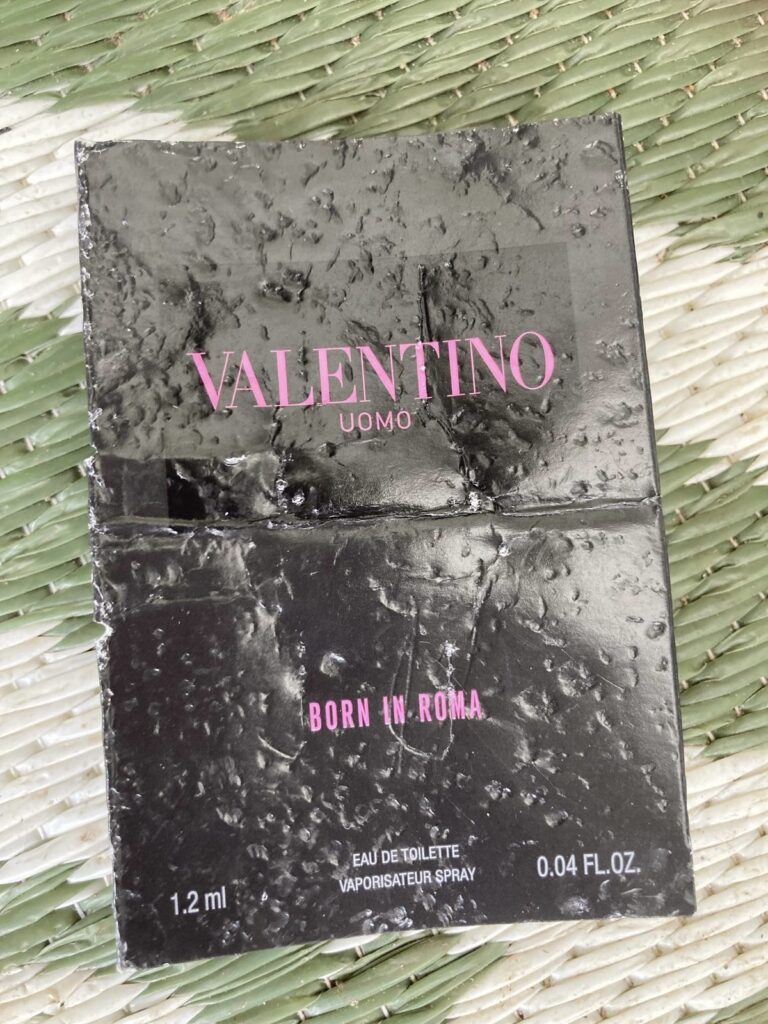 VALENTINO
UOMO
BORN IN ROMA
EAU DE TOILETTE
VAPORISATEUR SPRAY
1.2 ml
0.04 FL.OZ.